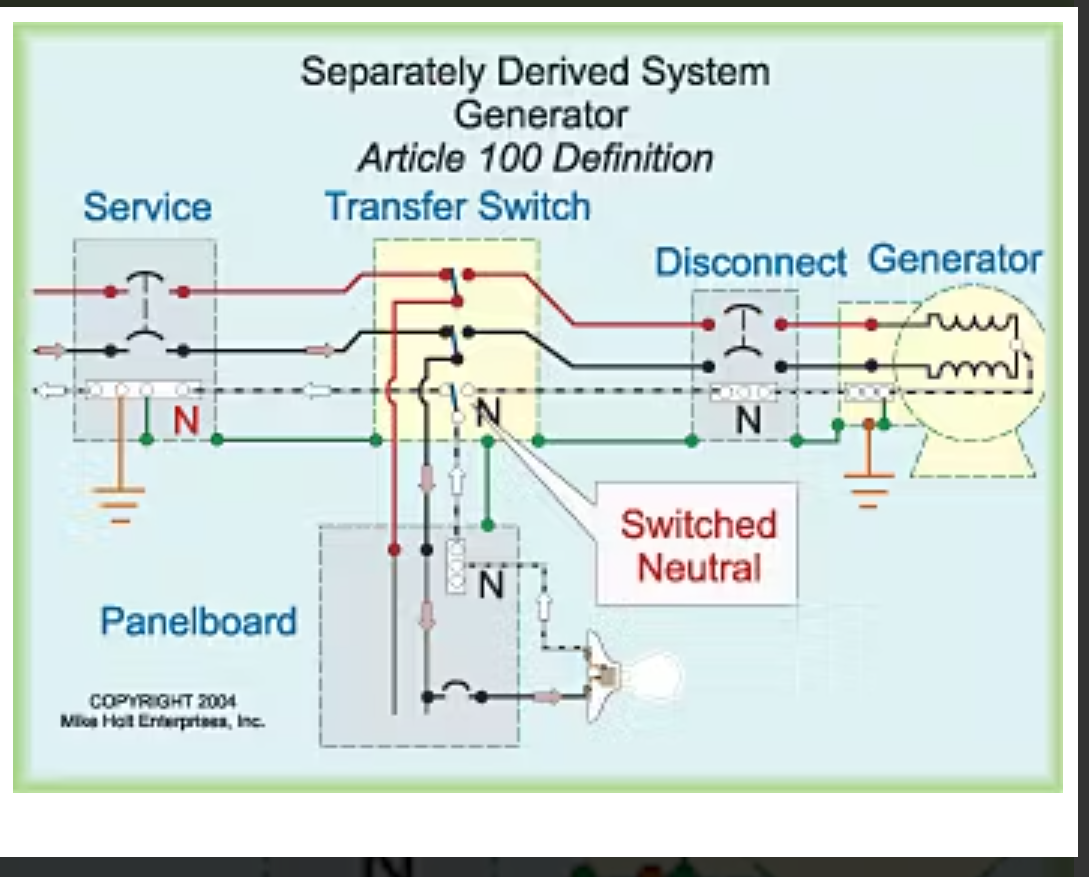 Separately Derived System
Generator
Article 100 Definition
Service
Transfer Switch
Disconnect
Generator
N
N
N
Switched
Neutral
N
Panelboard
COPYRIGHT 2004
Mike Holt Enterprises, Inc.
N